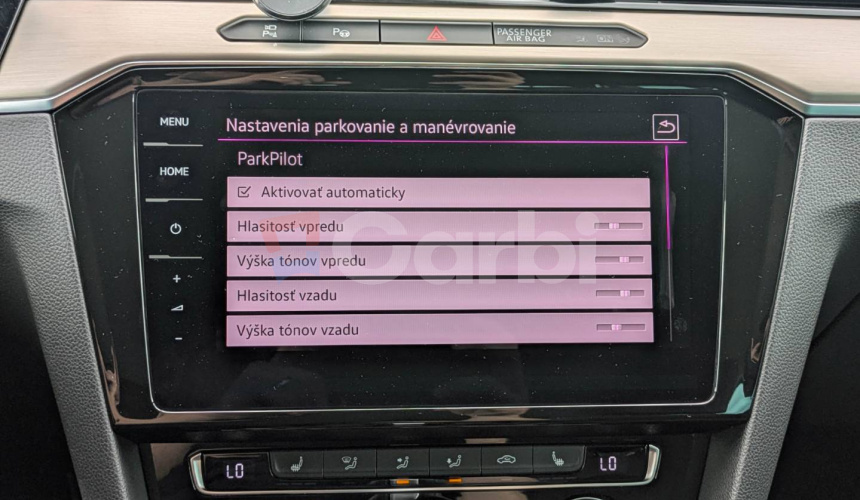 P
PASSENGER
AIR BAG
MENU
Nastavenia parkovanie a manévrovanie
HOME
ParkPilot
Aktivovať automaticky
Hlasitosť vpredu
Výška tónov vpredu
Hlasitosť vzadu
Výška tónov vzadu
+
-
Carbi
LO
LO